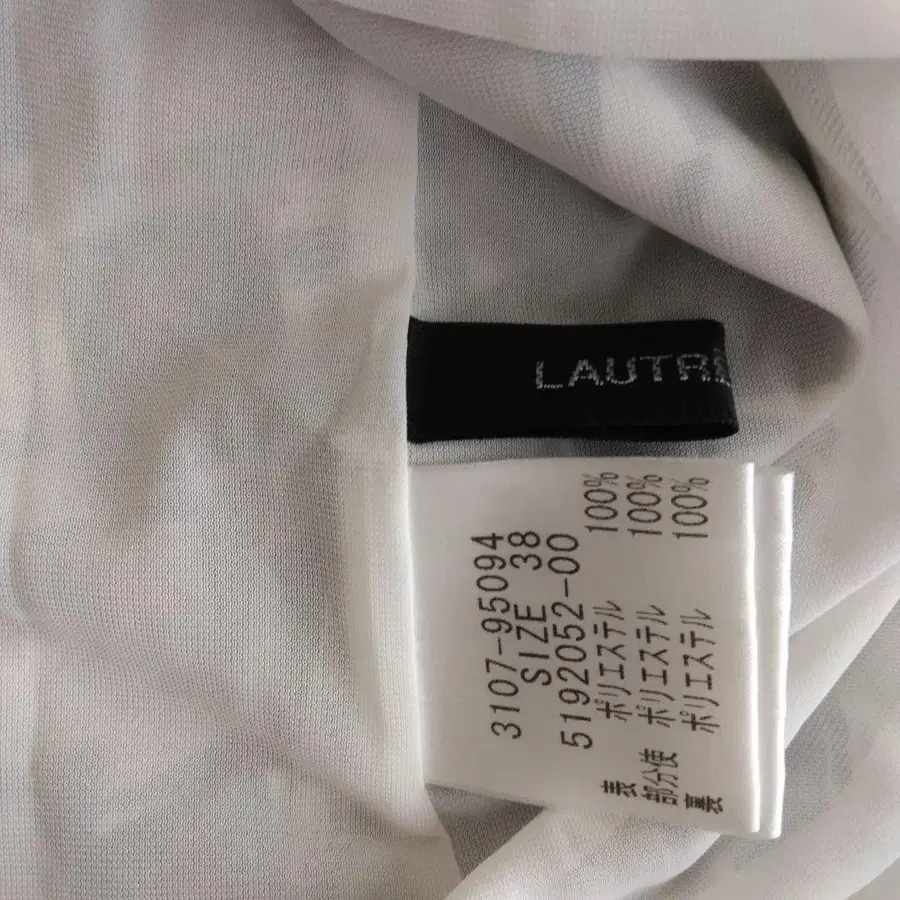 LAUTRÉ
3107-95094
SIZE 38
5192052-00
表 ポリエステル 100%
部分使 ポリエステル 100%
裏 ポリエステル 100%